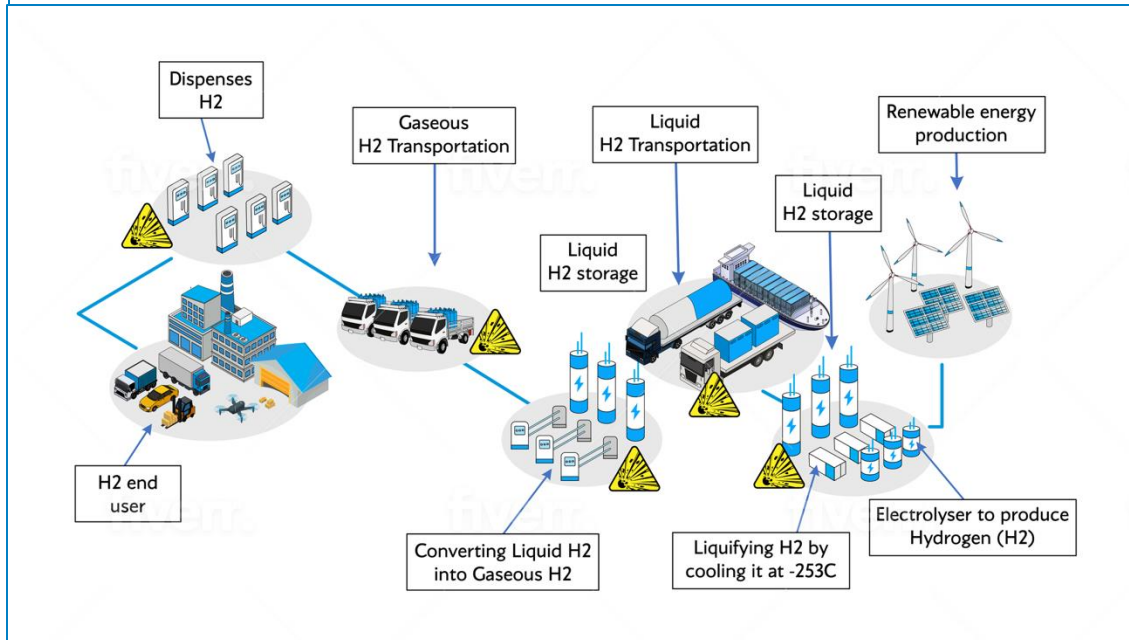 Dispenses
H2
Gaseous
H2 Transportation
Liquid
H2 Transportation
Renewable energy
production
Liquid
H2 storage
Liquid
H2 storage
H2 end
user
Converting Liquid H2
into Gaseous H2
Liquifying H2 by
cooling it at -253C
Electrolyser to produce
Hydrogen (H2)